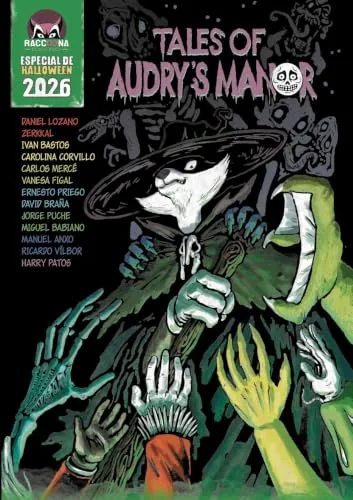 RACCOONA
ESPECIAL DE
HALLOWEEN
2026
TALES OF
AUDRY'S MANOR
DANIEL LOZANO
ZERKKAL
IVAN BASTOS
CAROLINA CORVILLO
CARLOS MERCÉ
VANESA FIGAL
ERNESTO PRIEGO
DAVID BRAÑA
JORGE PUCHE
MIGUEL BABIANO
MANUEL ANXO
RICARDO VÍLBOR
HARRY PATOS